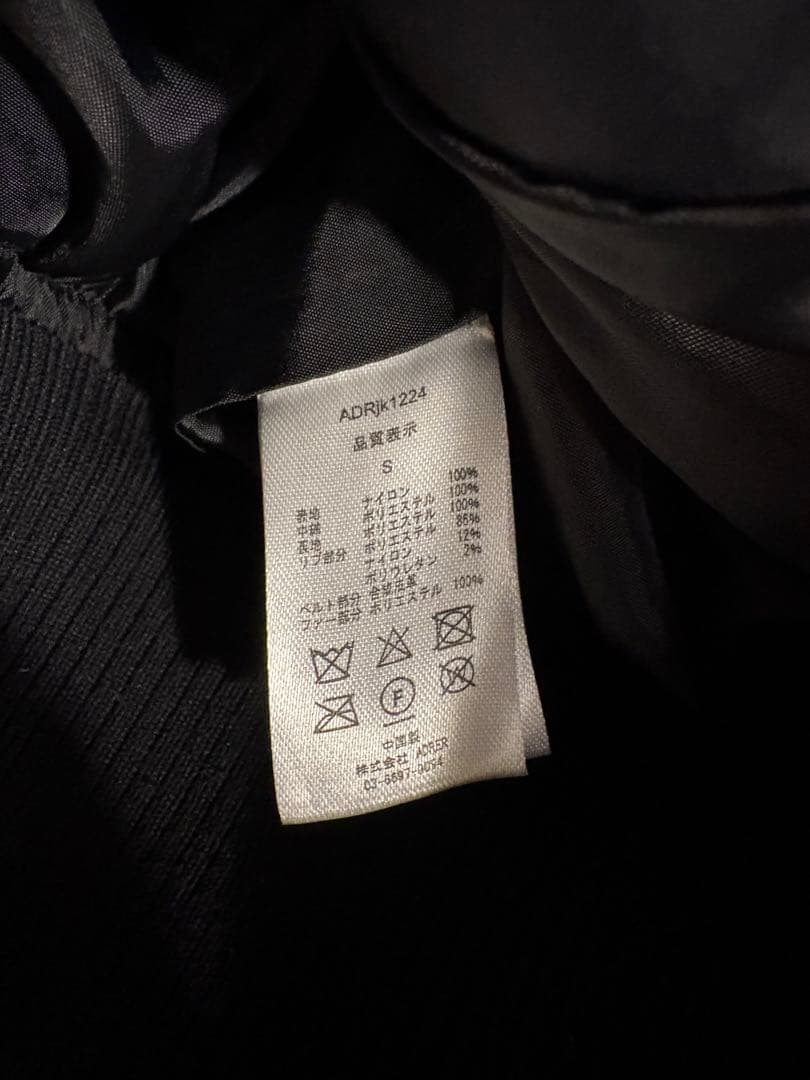 ADRjk1224
品質表示
S
表地 ナイロン 100%
中綿 ポリエステル 100%
裏地 ポリエステル 100%
リブ部分 ポリエステル 86%
ナイロン 12%
ポリウレタン 2%
ベルト部分 合成皮革
ファー部分 ポリエステル 100%
F
中国製
株式会社 ADRER